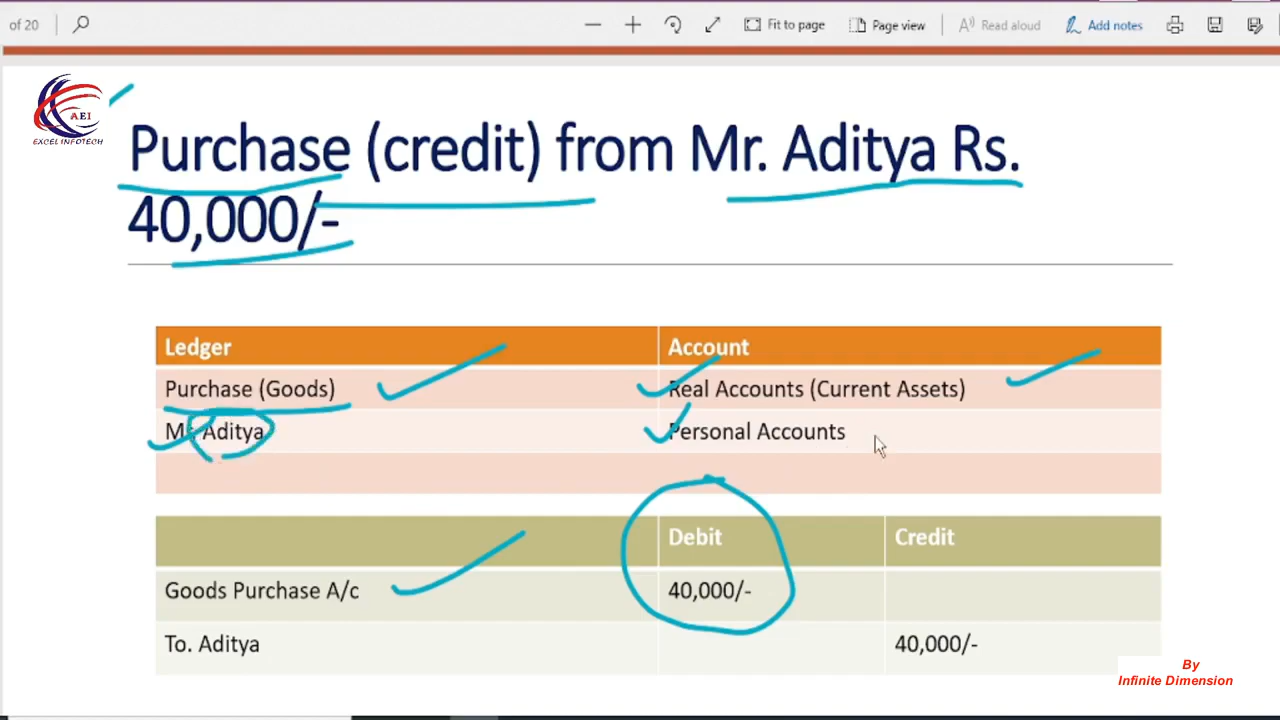 of 20
Fit to page
Page view
Read aloud
Add notes
AEI
EXCEL INFOTECH
Purchase (credit) from Mr. Aditya Rs.
40,000/-
Ledger Account
Purchase (Goods) Real Accounts (Current Assets)
Mr. Aditya Personal Accounts
Debit Credit
Goods Purchase A/c 40,000/-
To. Aditya 40,000/-
By
Infinite Dimension